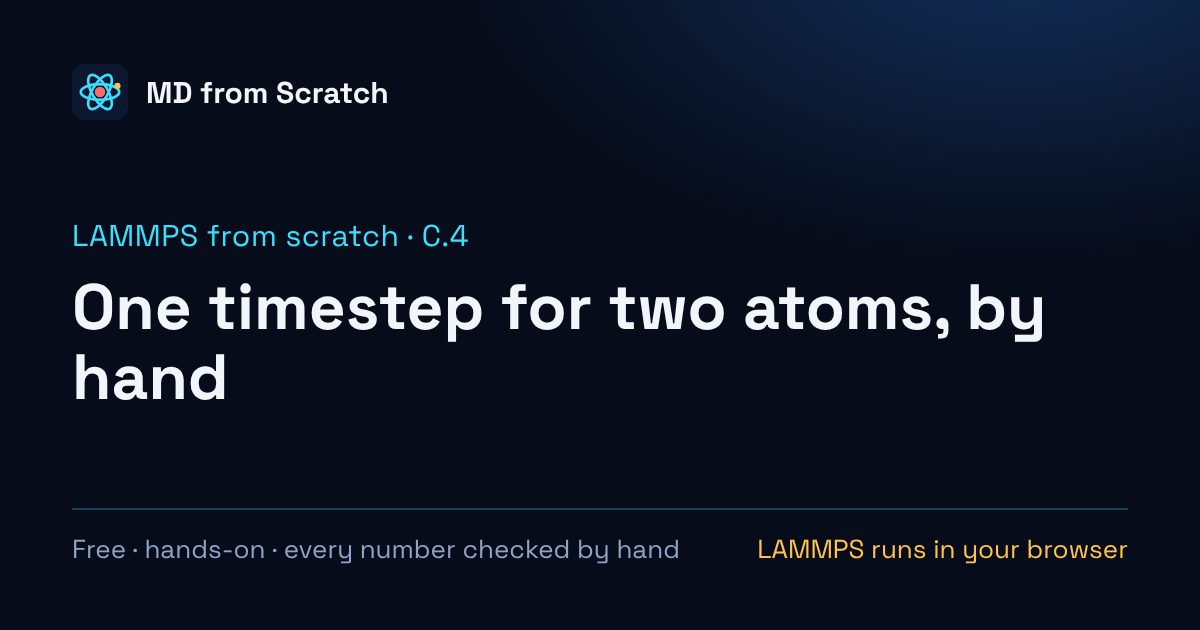 MD from Scratch
LAMMPS from scratch · C.4
One timestep for two atoms, by
hand
Free · hands-on · every number checked by hand
LAMMPS runs in your browser